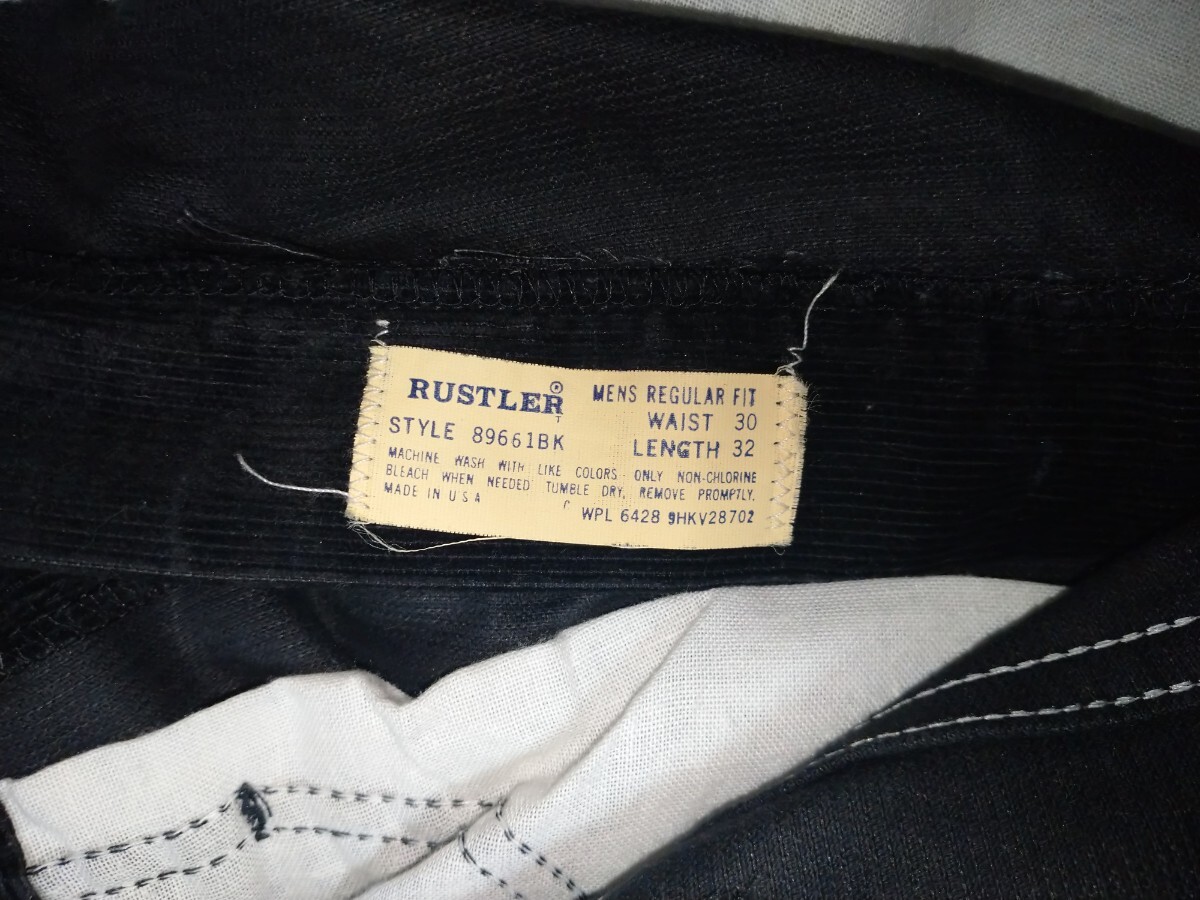 RUSTLER®
T
STYLE 89661BK
MENS REGULAR FIT
WAIST 30
LENGTH 32
MACHINE WASH WITH LIKE COLORS ONLY NON-CHLORINE
BLEACH WHEN NEEDED TUMBLE DRY, REMOVE PROMPTLY.
MADE IN U S A
WPL 6428 9HKV28702